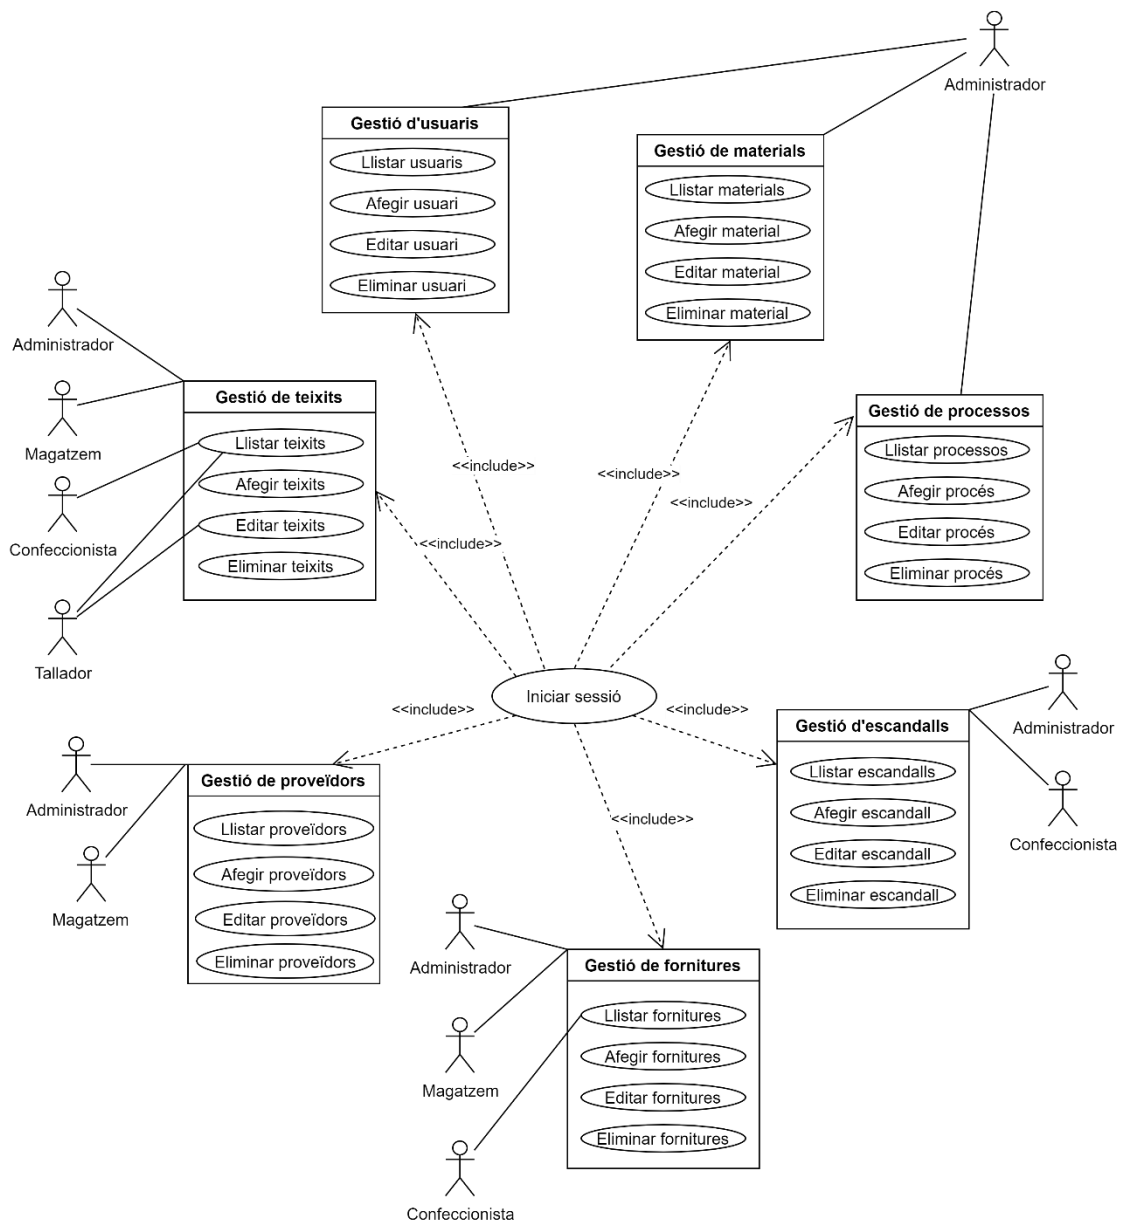 Administrador
Gestió d'usuaris
Llistar usuaris
Afegir usuari
Editar usuari
Eliminar usuari
Gestió de materials
Llistar materials
Afegir material
Editar material
Eliminar material
Administrador
Magatzem
Confeccionista
Tallador
Gestió de teixits
Llistar teixits
Afegir teixits
Editar teixits
Eliminar teixits
Gestió de processos
Llistar processos
Afegir procés
Editar procés
Eliminar procés
<<include>>
<<include>>
<<include>>
<<include>>
Iniciar sessió
<<include>>
<<include>>
<<include>>
Administrador
Magatzem
Gestió de proveïdors
Llistar proveïdors
Afegir proveïdors
Editar proveïdors
Eliminar proveïdors
Gestió d'escandalls
Llistar escandalls
Afegir escandall
Editar escandall
Eliminar escandall
Administrador
Confeccionista
Administrador
Magatzem
Confeccionista
Gestió de fornitures
Llistar fornitures
Afegir fornitures
Editar fornitures
Eliminar fornitures